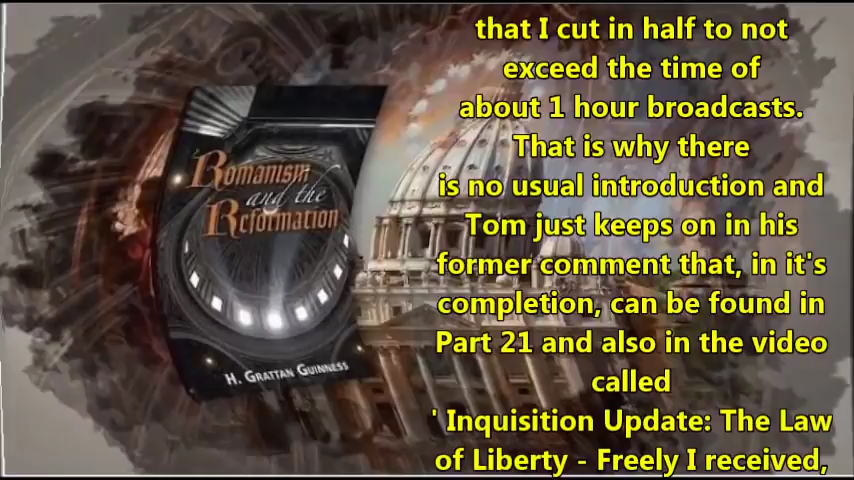 Romanism
and the
Reformation
H. Grattan Guinness
that I cut in half to not
exceed the time of
about 1 hour broadcasts.
That is why there
is no usual introduction and
Tom just keeps on in his
former comment that, in it's
completion, can be found in
Part 21 and also in the video
called
' Inquisition Update: The Law
of Liberty - Freely I received,